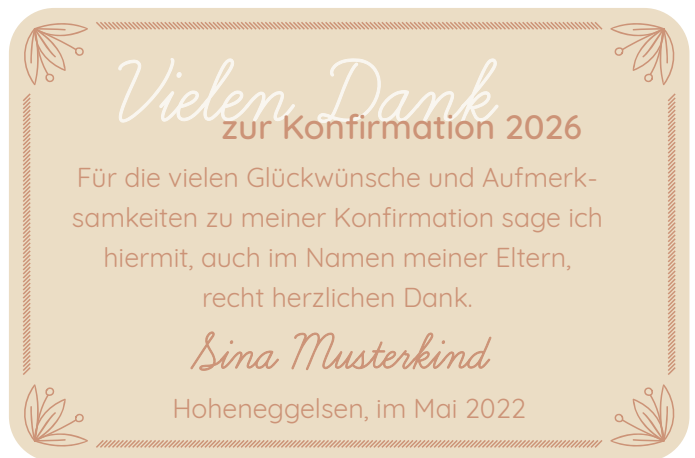 Vielen Dank
zur Konfirmation 2026
Für die vielen Glückwünsche und Aufmerk-
samkeiten zu meiner Konfirmation sage ich
hiermit, auch im Namen meiner Eltern,
recht herzlichen Dank.
Sina Musterkind
Hoheneggelsen, im Mai 2022